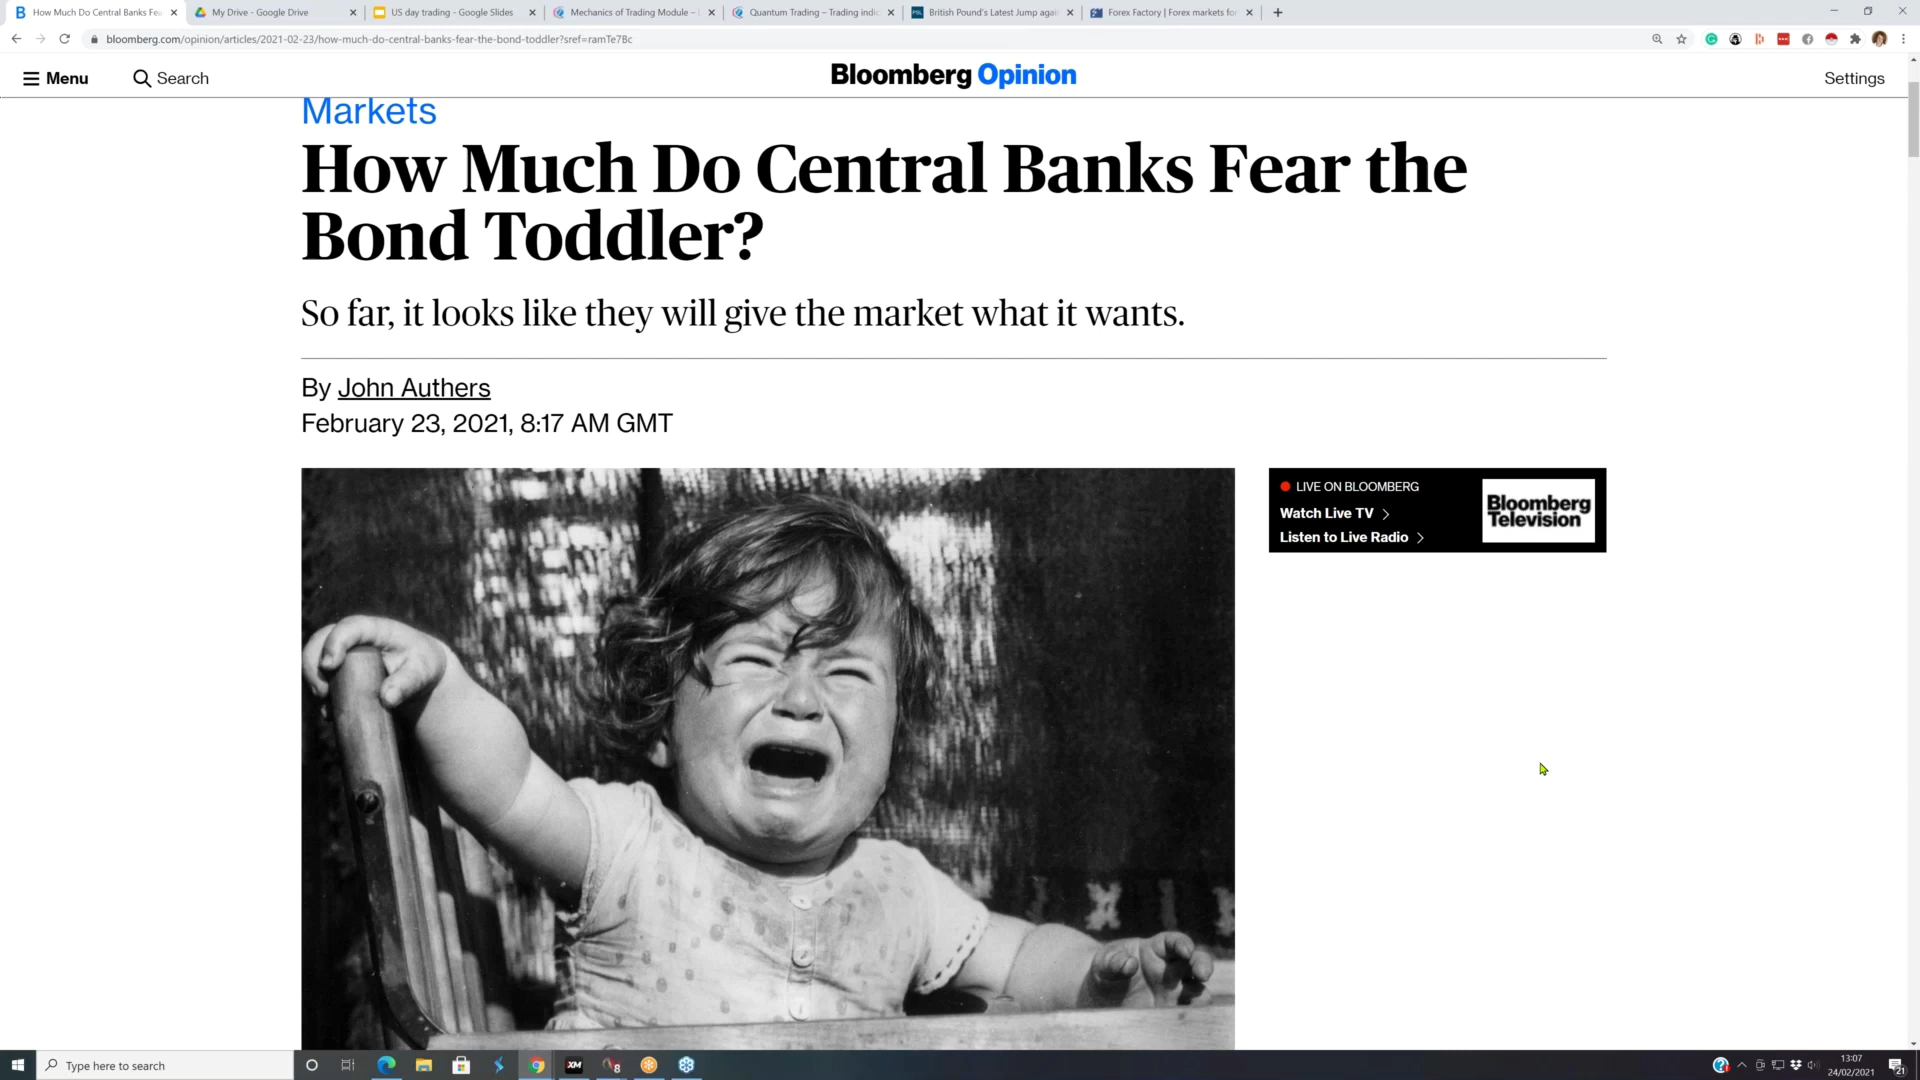 How Much Do Central Banks Fea
My Drive - Google Drive
US day trading - Google Slides
Mechanics of Trading Module –
Quantum Trading – Trading indic
British Pound's Latest Jump agai
Forex Factory | Forex markets for
bloomberg.com/opinion/articles/2021-02-23/how-much-do-central-banks-fear-the-bond-toddler?sref=ramTe7Bc
Menu
Search
Bloomberg Opinion
Settings
Markets
How Much Do Central Banks Fear the
Bond Toddler?
So far, it looks like they will give the market what it wants.
By John Authers
February 23, 2021, 8:17 AM GMT
LIVE ON BLOOMBERG
Watch Live TV
Listen to Live Radio
Bloomberg
Television
Type here to search
XM
8
13:07
24/02/2021
21